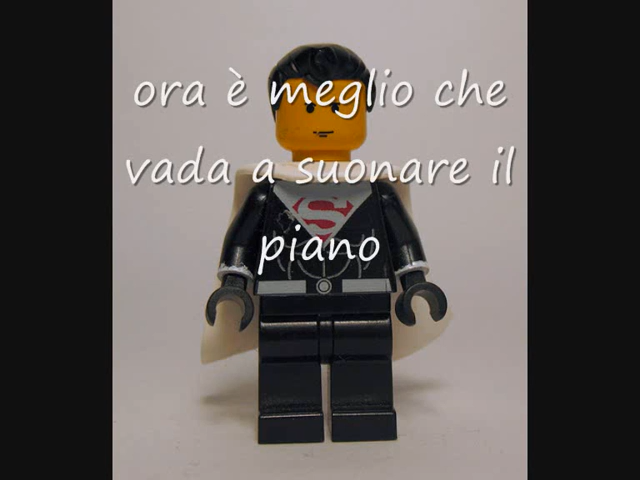 ora è meglio che
vada a suonare il
piano
S